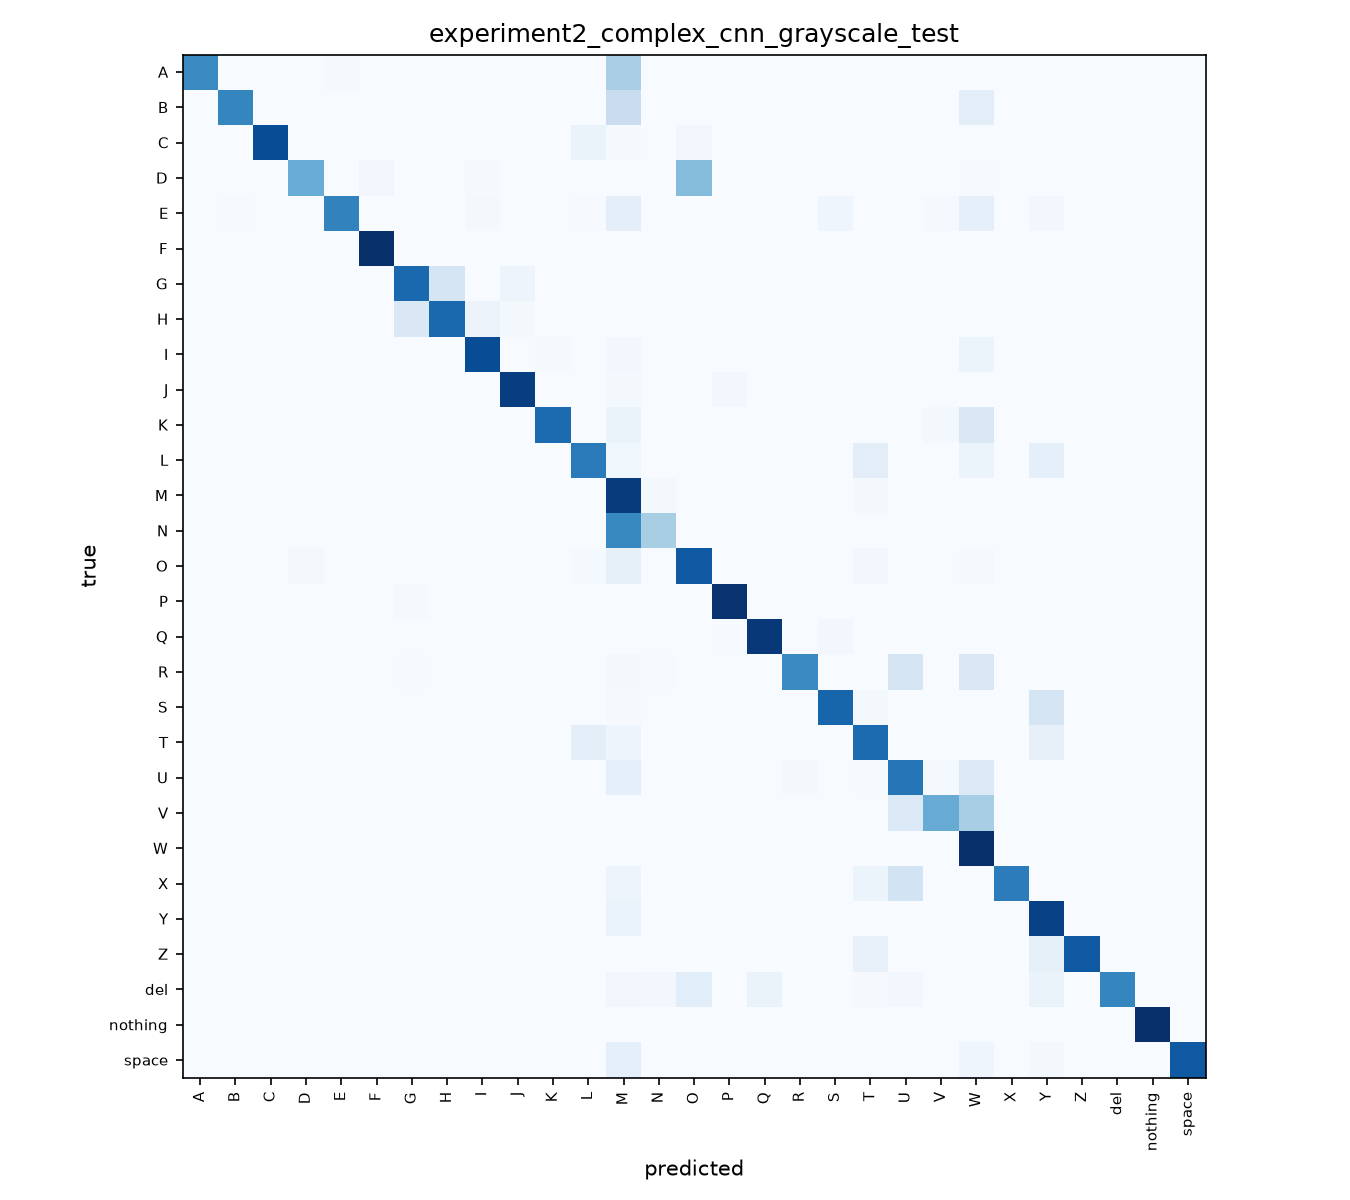 experiment2_complex_cnn_grayscale_test
true
A
B
C
D
E
F
G
H
I
J
K
L
M
N
O
P
Q
R
S
T
U
V
W
X
Y
Z
del
nothing
space
A B C D E F G H I J K L M N O P Q R S T U V W X Y Z del nothing space
predicted